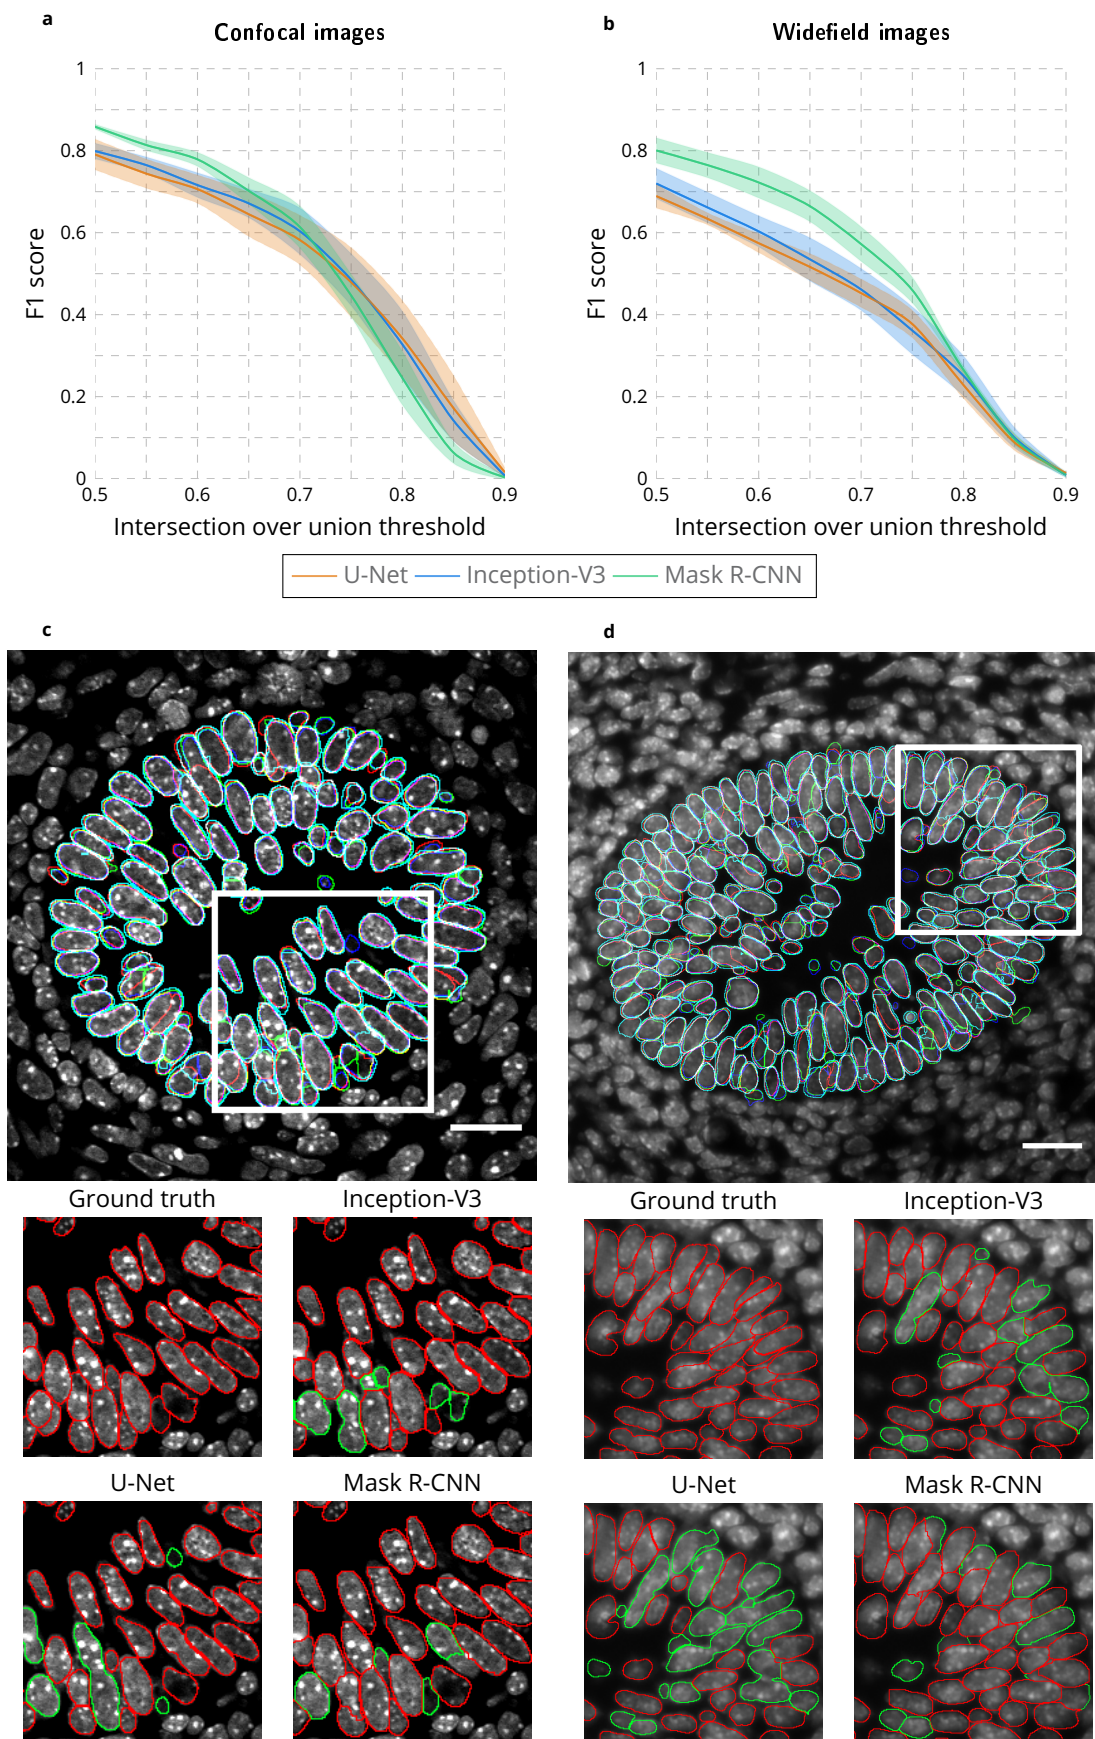 a
Confocal images
1
0.8
0.6
0.4
0.2
0
0.5 0.6 0.7 0.8 0.9
F1 score
Intersection over union threshold
b
Widefield images
1
0.8
0.6
0.4
0.2
0
0.5 0.6 0.7 0.8 0.9
F1 score
Intersection over union threshold
U-Net Inception-V3 Mask R-CNN
c
Ground truth Inception-V3
U-Net Mask R-CNN
d
Ground truth Inception-V3
U-Net Mask R-CNN